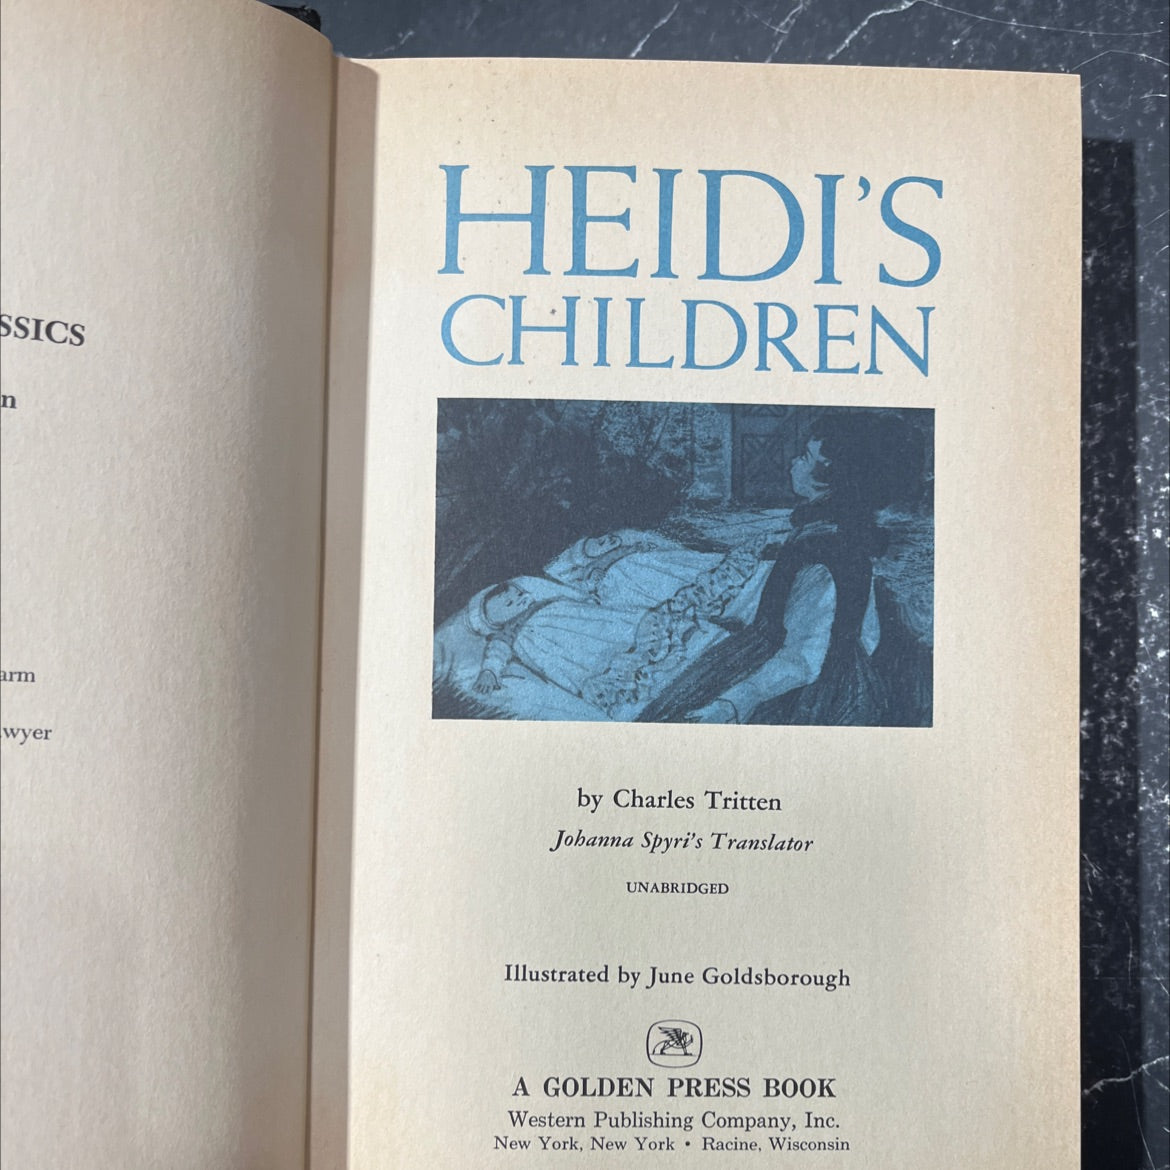 SSICS
n
arm
wyer
HEIDI'S
CHILDREN
by Charles Tritten
Johanna Spyri's Translator
UNABRIDGED
Illustrated by June Goldsborough
A GOLDEN PRESS BOOK
Western Publishing Company, Inc.
New York, New York • Racine, Wisconsin